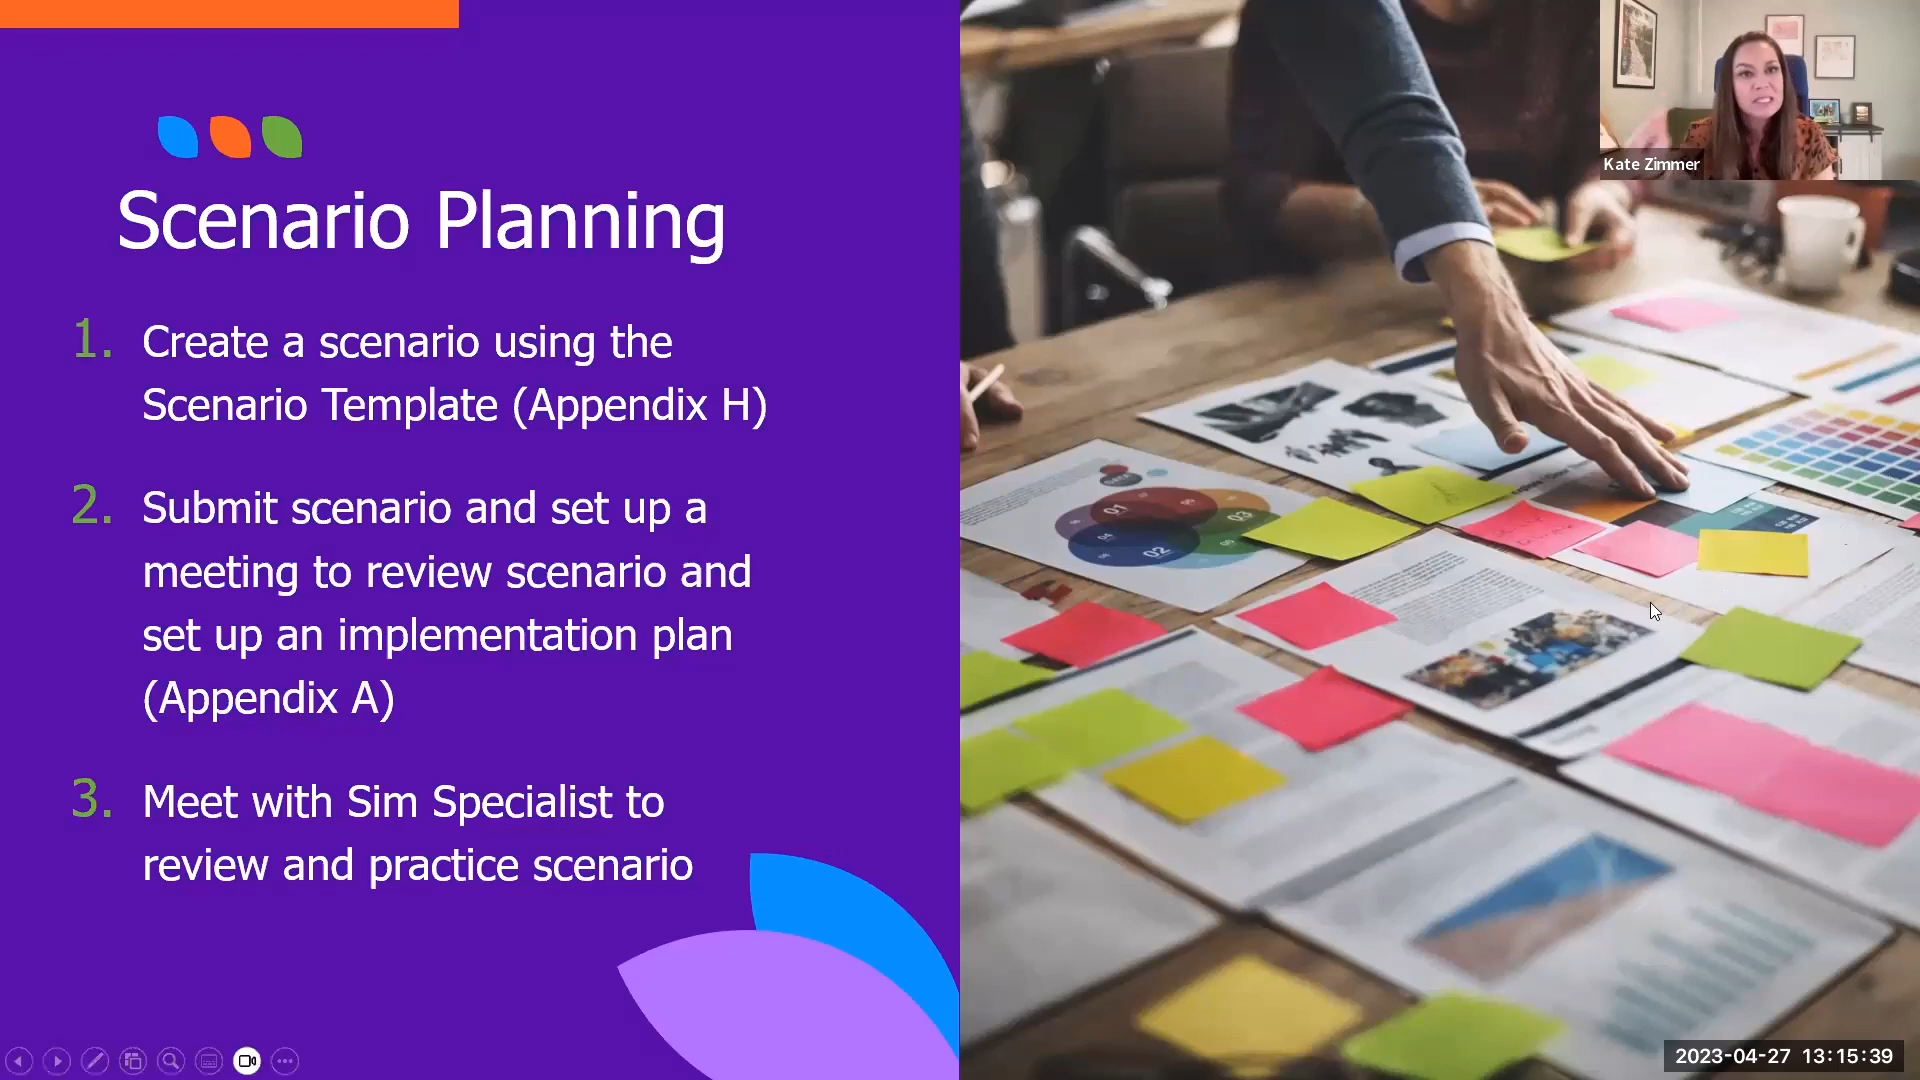 Kate Zimmer
Scenario Planning
1. Create a scenario using the
Scenario Template (Appendix H)
2. Submit scenario and set up a
meeting to review scenario and
set up an implementation plan
(Appendix A)
3. Meet with Sim Specialist to
review and practice scenario
01
03
02
04
2023-04-27 13:15:39